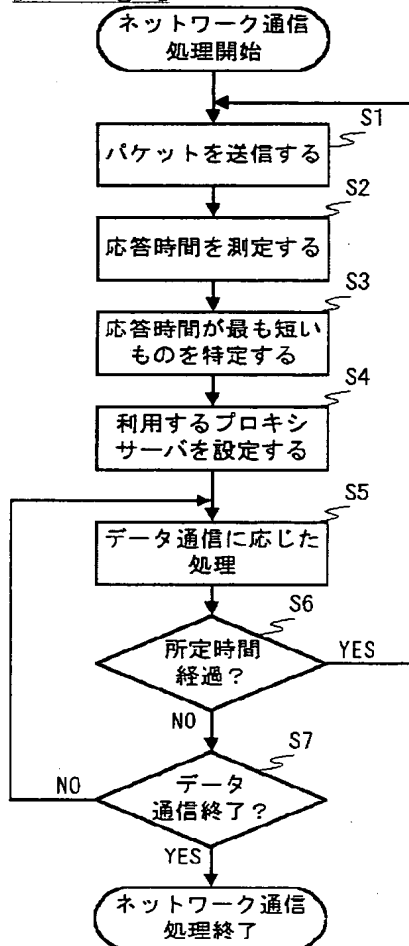 ネットワーク通信
処理開始
S1
パケットを送信する
S2
応答時間を測定する
S3
応答時間が最も短い
ものを特定する
S4
利用するプロキシ
サーバを設定する
S5
データ通信に応じた
処理
S6
所定時間
経過?
YES
NO
S7
データ
通信終了?
NO
YES
ネットワーク通信
処理終了